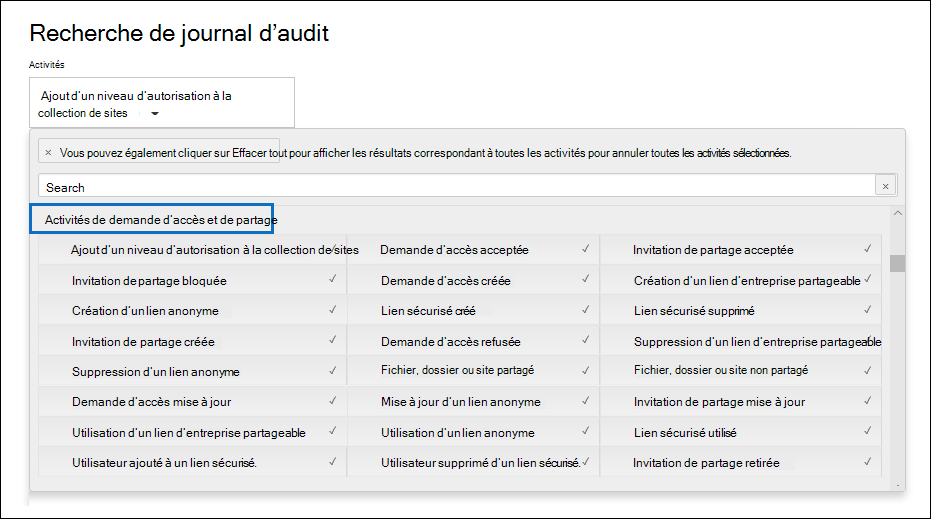 Recherche de journal d'audit
Activités
Ajout d'un niveau d'autorisation à la
collection de sites
× Vous pouvez également cliquer sur Effacer tout pour afficher les résultats correspondant à toutes les activités pour annuler toutes les activités sélectionnées.
Search ×
Activités de demande d'accès et de partage
Ajout d'un niveau d'autorisation à la collection de sites ✓ Demande d'accès acceptée ✓ Invitation de partage acceptée ✓
Invitation de partage bloquée ✓ Demande d'accès créée ✓ Création d'un lien d'entreprise partageable ✓
Création d'un lien anonyme ✓ Lien sécurisé créé ✓ Lien sécurisé supprimé ✓
Invitation de partage créée ✓ Demande d'accès refusée ✓ Suppression d'un lien d'entreprise partageable ✓
Suppression d'un lien anonyme ✓ Fichier, dossier ou site partagé ✓ Fichier, dossier ou site non partagé ✓
Demande d'accès mise à jour ✓ Mise à jour d'un lien anonyme ✓ Invitation de partage mise à jour ✓
Utilisation d'un lien d'entreprise partageable ✓ Utilisation d'un lien anonyme ✓ Lien sécurisé utilisé ✓
Utilisateur ajouté à un lien sécurisé. ✓ Utilisateur supprimé d'un lien sécurisé. ✓ Invitation de partage retirée ✓